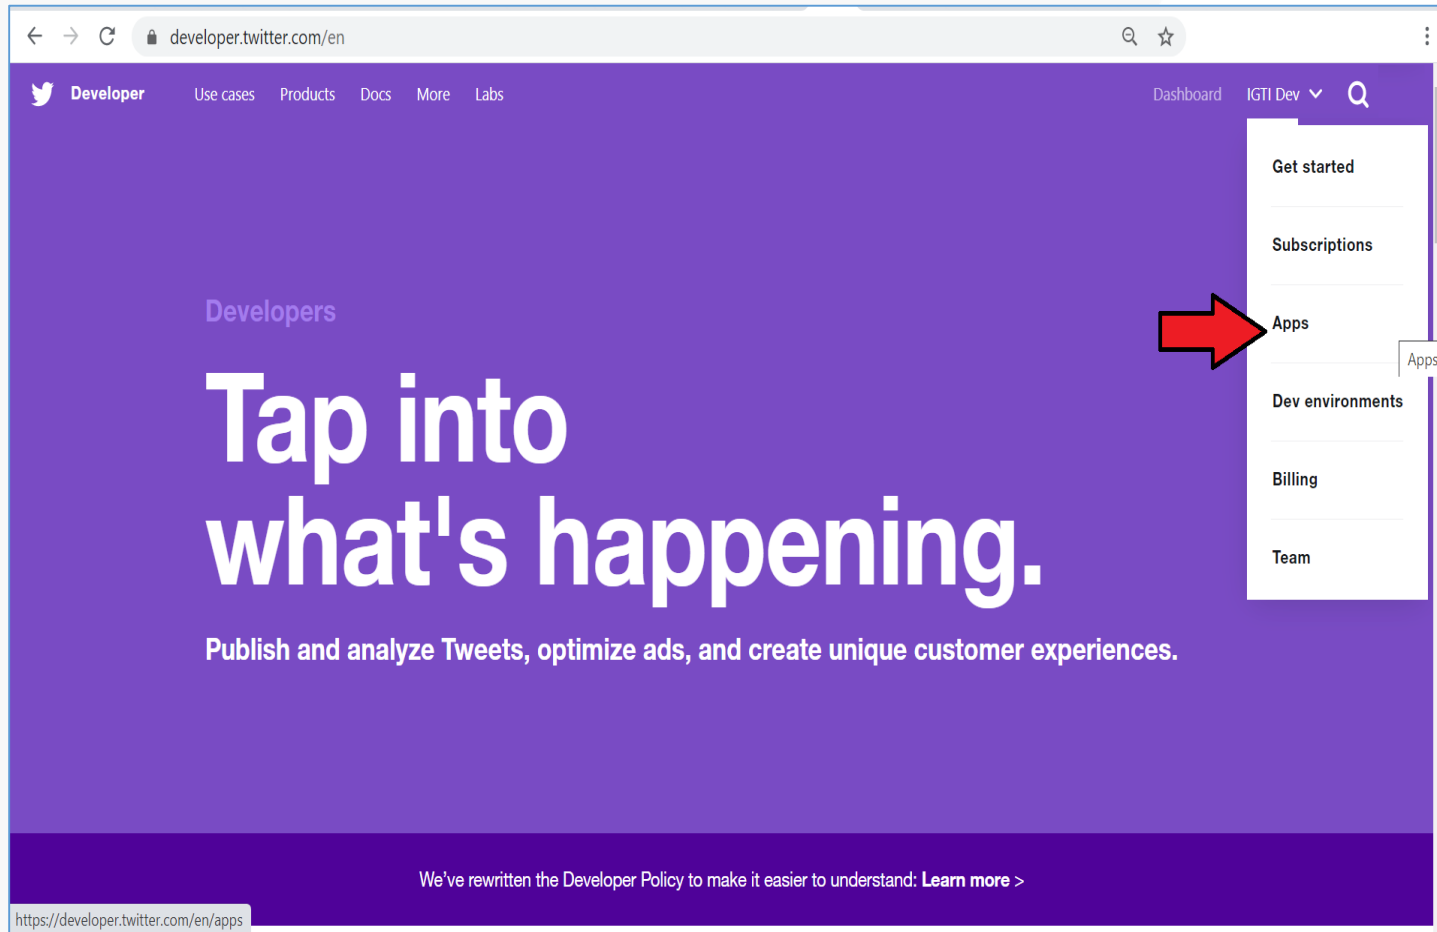 developer.twitter.com/en
Developer Use cases Products Docs More Labs Dashboard IGTI Dev
Get started
Subscriptions
Apps
Apps
Dev environments
Billing
Team
Developers
Tap into
what's happening.
Publish and analyze Tweets, optimize ads, and create unique customer experiences.
We've rewritten the Developer Policy to make it easier to understand: Learn more >
https://developer.twitter.com/en/apps